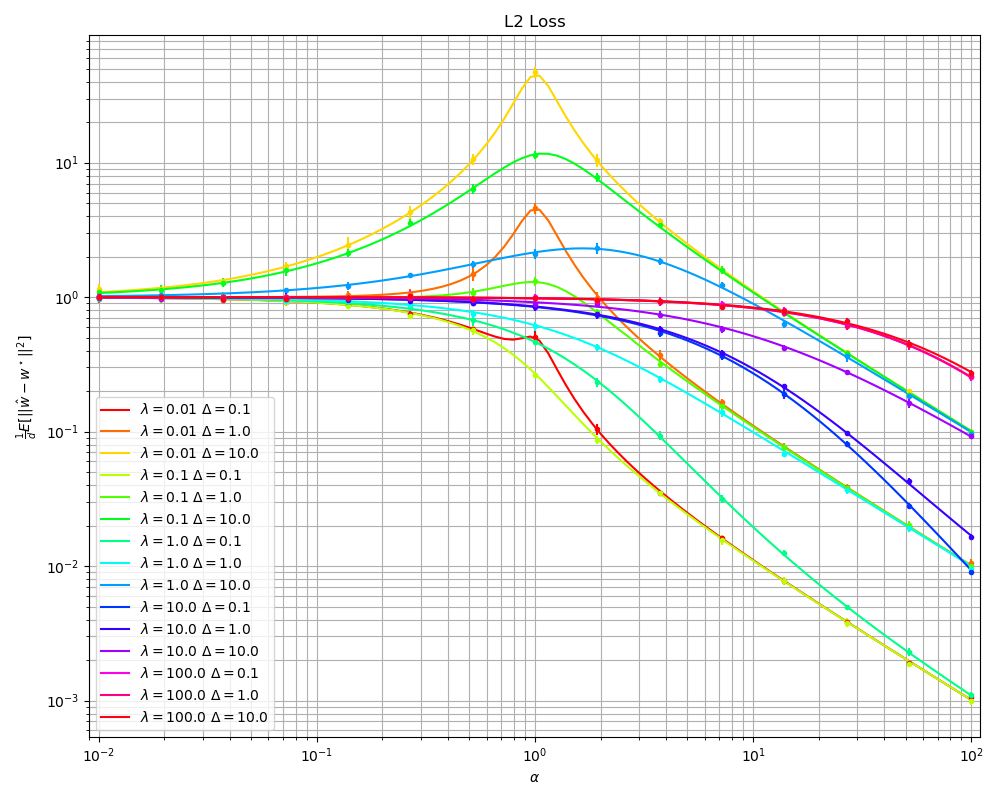 L2 Loss
10¹
10⁰
10⁻¹
10⁻²
10⁻³
$\frac{1}{d}E[||\hat{w} - w^\star||^2]$
λ = 0.01 Δ = 0.1
λ = 0.01 Δ = 1.0
λ = 0.01 Δ = 10.0
λ = 0.1 Δ = 0.1
λ = 0.1 Δ = 1.0
λ = 0.1 Δ = 10.0
λ = 1.0 Δ = 0.1
λ = 1.0 Δ = 1.0
λ = 1.0 Δ = 10.0
λ = 10.0 Δ = 0.1
λ = 10.0 Δ = 1.0
λ = 10.0 Δ = 10.0
λ = 100.0 Δ = 0.1
λ = 100.0 Δ = 1.0
λ = 100.0 Δ = 10.0
10⁻² 10⁻¹ 10⁰ 10¹ 10²
α